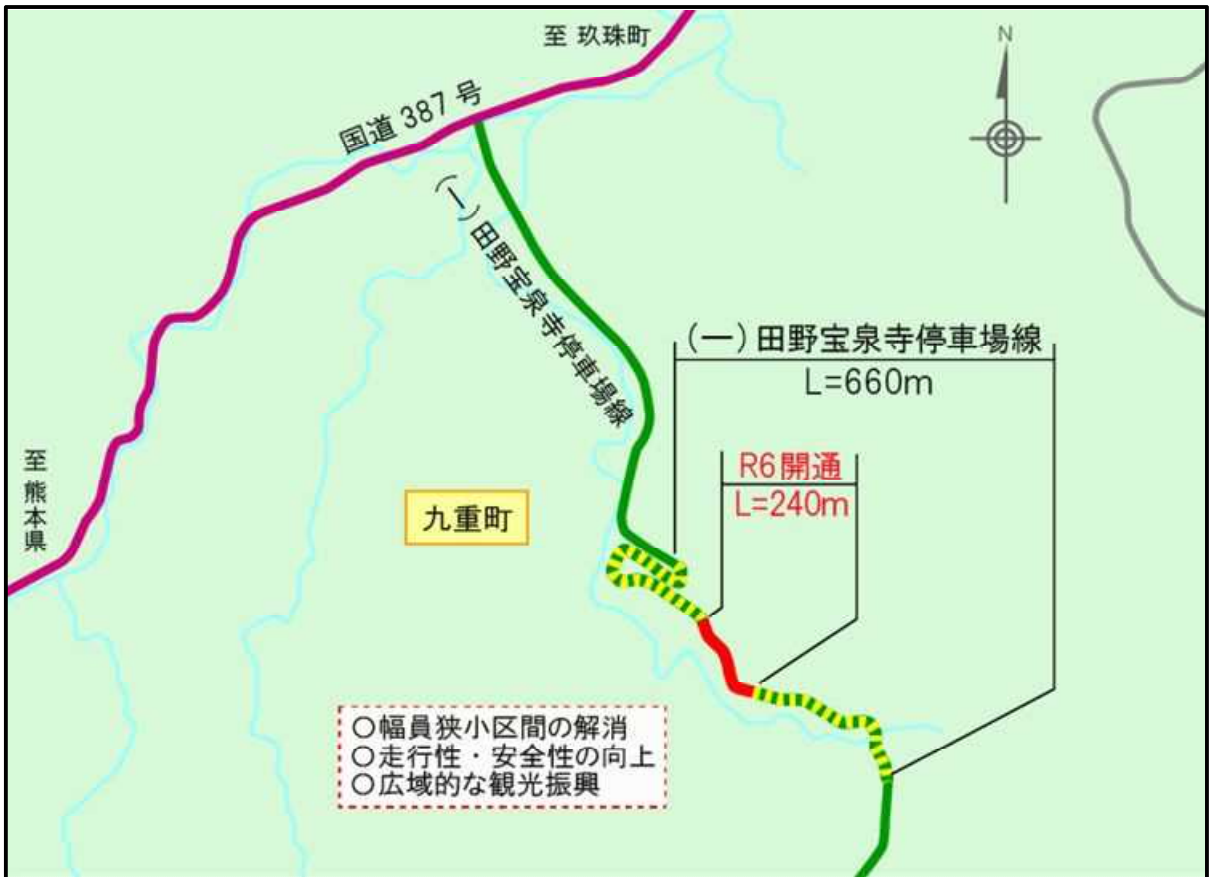 至 玖珠町
N
国道 387 号
(一)田野宝泉寺停車場線
(一)田野宝泉寺停車場線
L=660m
R6開通
L=240m
至 熊本県
九重町
○幅員狭小区間の解消
○走行性・安全性の向上
○広域的な観光振興